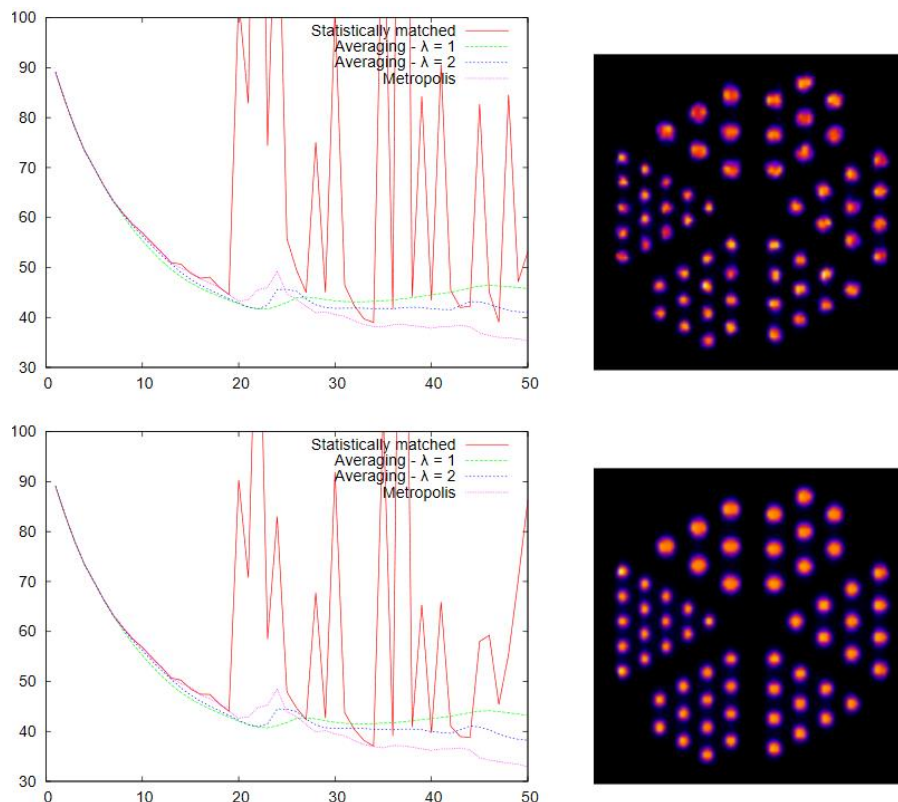 100
90
80
70
60
50
40
30
0 10 20 30 40 50
Statistically matched
Averaging - λ = 1
Averaging - λ = 2
Metropolis
100
90
80
70
60
50
40
30
0 10 20 30 40 50
Statistically matched
Averaging - λ = 1
Averaging - λ = 2
Metropolis